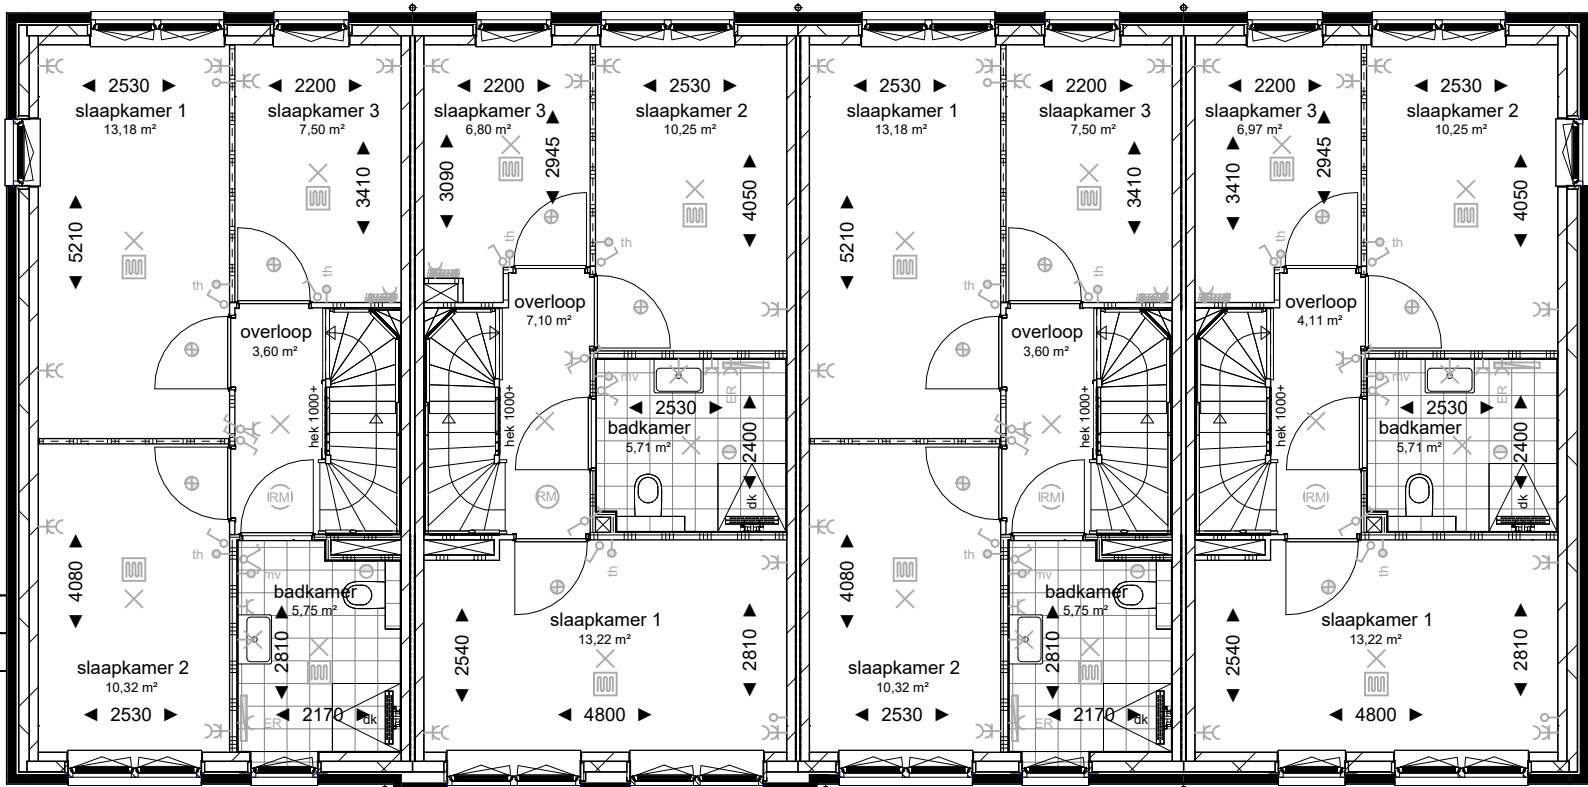 2530
slaapkamer 1
13,18 m²
5210
th
2200
slaapkamer 3
7,50 m²
3410
th
overloop
3,60 m²
hek 1000+
RM
4080
th
slaapkamer 2
10,32 m²
2530
mv
badkamer
5,75 m²
2810
ER
2170
dk
2200
slaapkamer 3
6,80 m²
3090
2945
th
2530
slaapkamer 2
10,25 m²
4050
th
overloop
7,10 m²
hek 1000+
RM
mv
ER
2530
badkamer
5,71 m²
2400
dk
th
slaapkamer 1
13,22 m²
2540
2810
4800
2530
slaapkamer 1
13,18 m²
5210
th
2200
slaapkamer 3
7,50 m²
3410
th
overloop
3,60 m²
hek 1000+
RM
4080
th
slaapkamer 2
10,32 m²
2530
mv
badkamer
5,75 m²
2810
ER
2170
dk
2200
slaapkamer 3
6,97 m²
3410
2945
th
2530
slaapkamer 2
10,25 m²
4050
th
overloop
4,11 m²
hek 1000+
RM
mv
ER
2530
badkamer
5,71 m²
2400
dk
th
slaapkamer 1
13,22 m²
2540
2810
4800